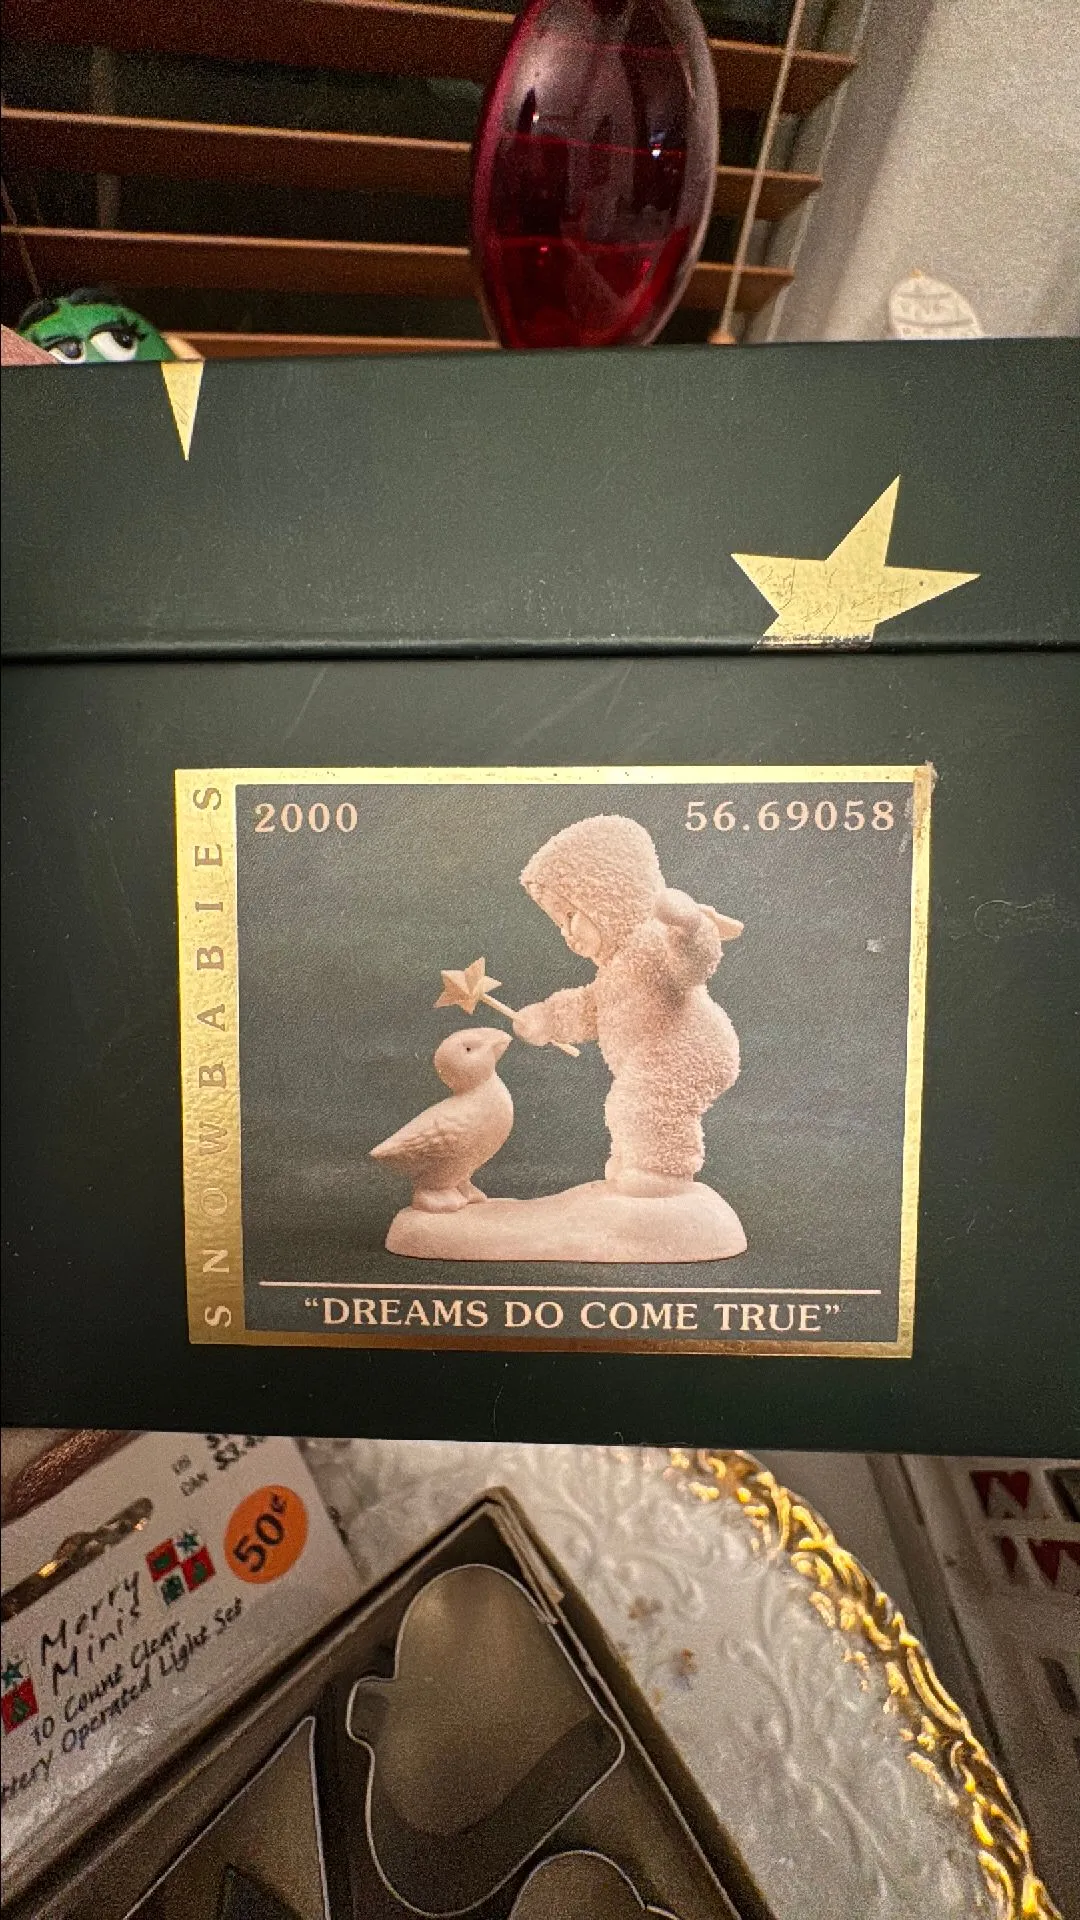 2000
56.69058
SNOWBABIES
“DREAMS DO COME TRUE”
50¢
Merry
Minis
10 Count Clear
ttery Operated Light Set